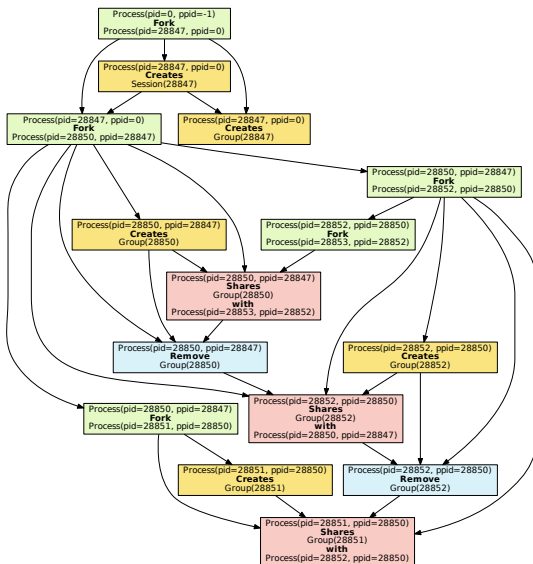 Process(pid=0, ppid=-1)
Fork
Process(pid=28847, ppid=0)
Process(pid=28847, ppid=0)
Creates
Session(28847)
Process(pid=28847, ppid=0)
Fork
Process(pid=28850, ppid=28847)
Process(pid=28847, ppid=0)
Creates
Group(28847)
Process(pid=28850, ppid=28847)
Fork
Process(pid=28852, ppid=28850)
Process(pid=28850, ppid=28847)
Creates
Group(28850)
Process(pid=28852, ppid=28850)
Fork
Process(pid=28853, ppid=28852)
Process(pid=28850, ppid=28847)
Shares
Group(28850)
with
Process(pid=28853, ppid=28852)
Process(pid=28850, ppid=28847)
Remove
Group(28850)
Process(pid=28852, ppid=28850)
Creates
Group(28852)
Process(pid=28852, ppid=28850)
Shares
Group(28852)
with
Process(pid=28850, ppid=28847)
Process(pid=28850, ppid=28847)
Fork
Process(pid=28851, ppid=28850)
Process(pid=28851, ppid=28850)
Creates
Group(28851)
Process(pid=28852, ppid=28850)
Remove
Group(28852)
Process(pid=28851, ppid=28850)
Shares
Group(28851)
with
Process(pid=28852, ppid=28850)